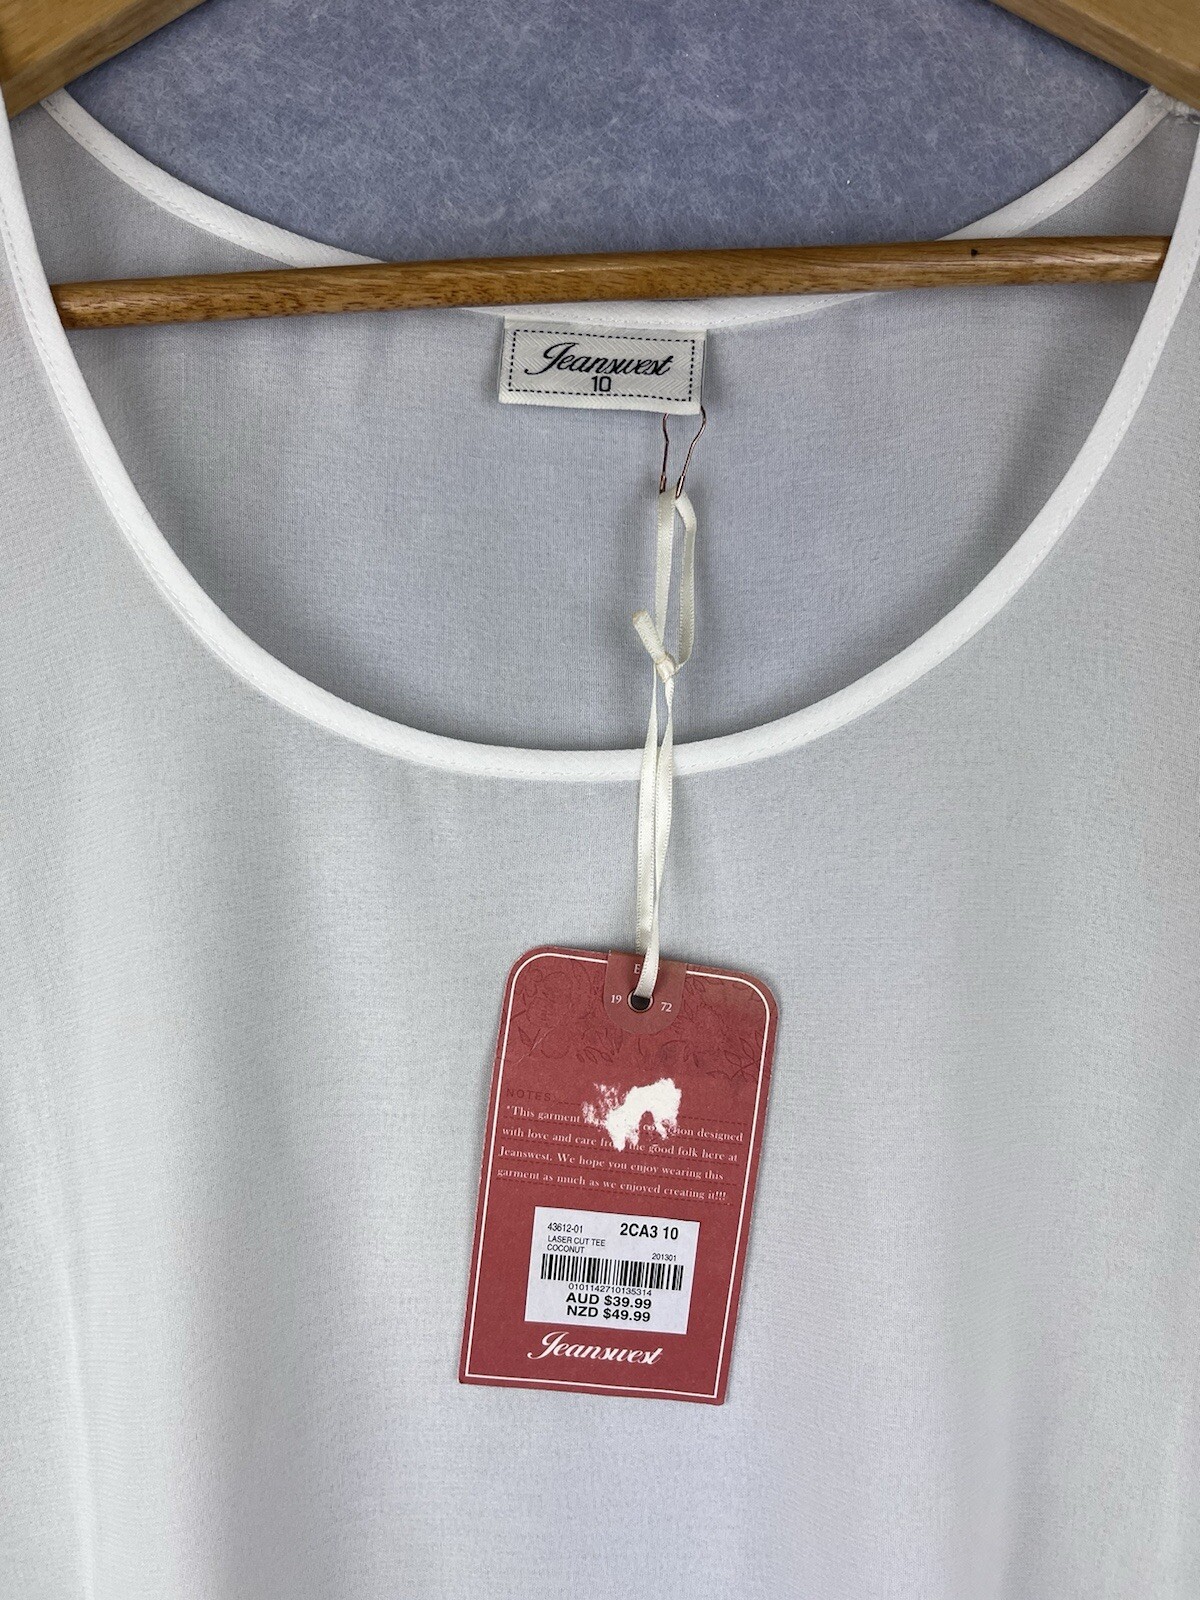 Jeanswest
10
19 72
NOTES
"This garment
ion designed
with love and care the good folk here at
Jeanswest. We hope you enjoy wearing this
garment as much as we enjoyed creating it!!!
43612-01 2CA3 10
LASER CUT TEE
COCONUT 201301
0101142710135314
AUD $39.99
NZD $49.99
Jeanswest